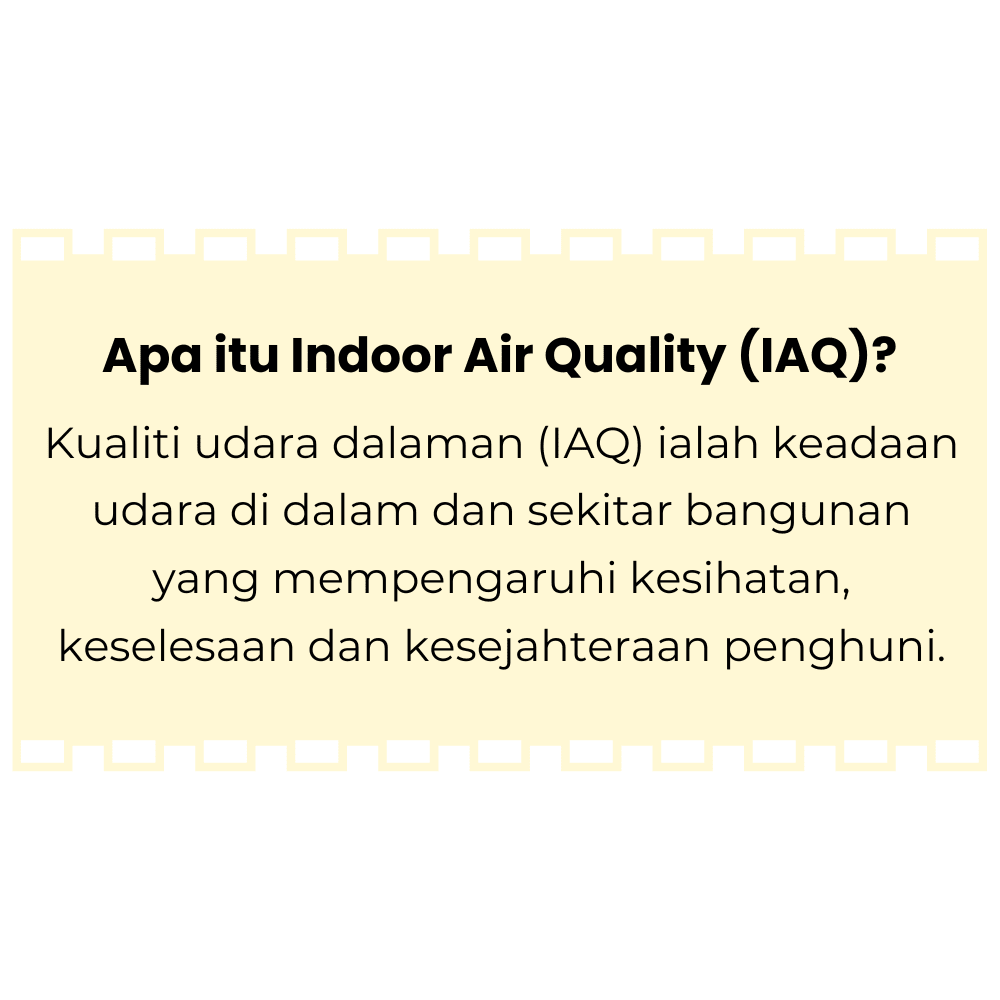 Apa itu Indoor Air Quality (IAQ)?
Kualiti udara dalaman (IAQ) ialah keadaan
udara di dalam dan sekitar bangunan
yang mempengaruhi kesihatan,
keselesaan dan kesejahteraan penghuni.